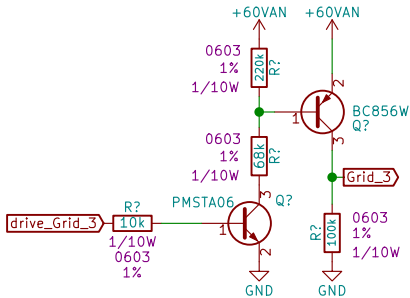 +60VAN +60VAN
0603
1%
1/10W
220k
R?
2
BC856W
Q?
1
3
0603
1%
1/10W
68k
R?
Grid_3
PMSTA06
3
Q?
R?
drive_Grid_3
10k
1
1/10W
0603
1%
2
R?
100k
0603
1%
1/10W
GND GND